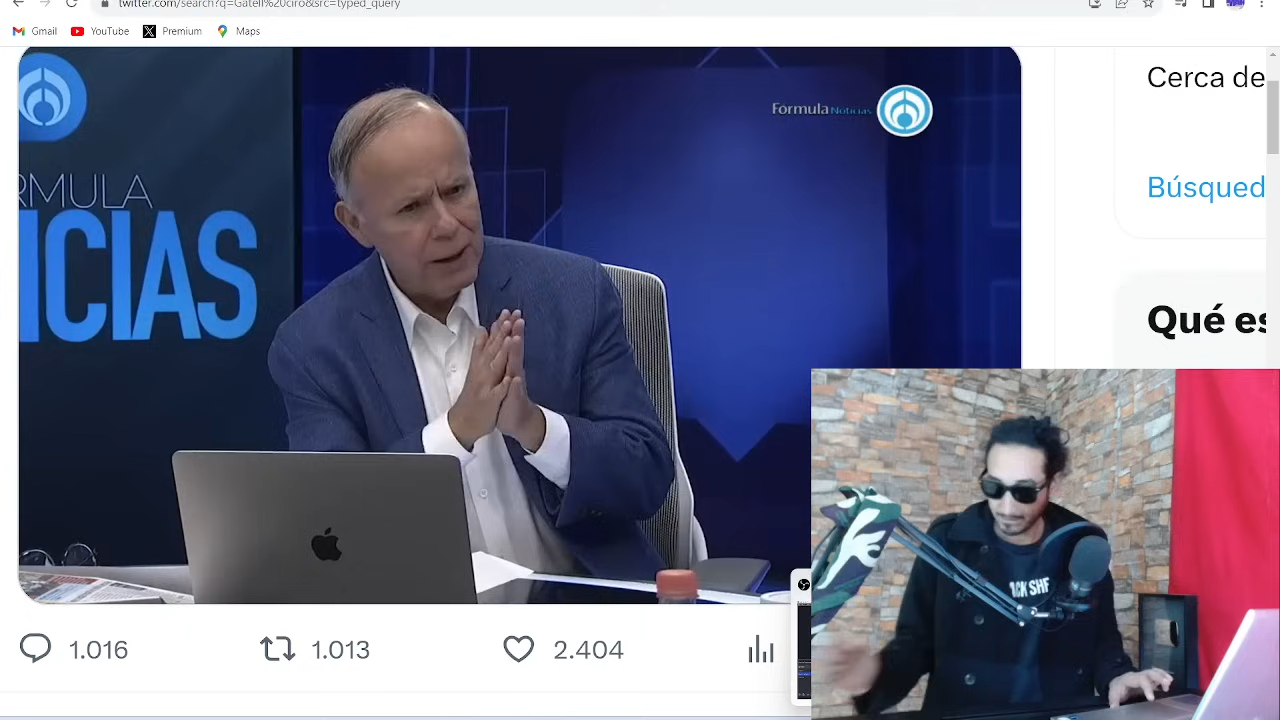 twitter.com/search?q=Gatell%20ciro&src=typed_query
Gmail
YouTube
Premium
Maps
Fórmula Noticias
RMULA
ICIAS
Cerca de
Búsqued
Qué es
1.016
1.013
2.404